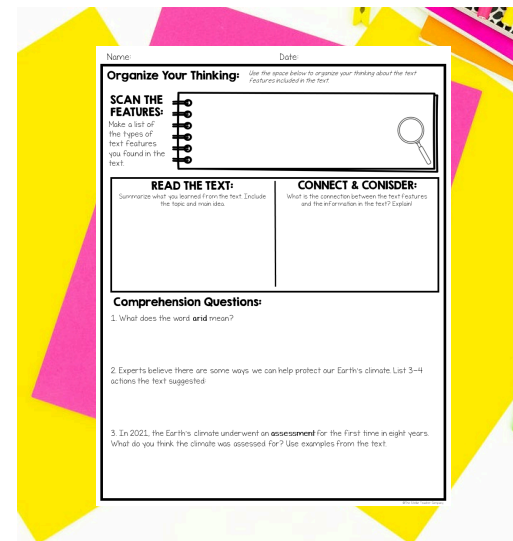 Name: Date:
Organize Your Thinking: Use the space below to organize your thinking about the text
features included in the text.
SCAN THE
FEATURES:
Make a list of
the types of
text features
you found in the
text.
READ THE TEXT:
Summarize what you learned from the text. Include
the topic and main idea.
CONNECT & CONISDER:
What is the connection between the text features
and the information in the text? Explain!
Comprehension Questions:
1. What does the word arid mean?
2. Experts believe there are some ways we can help protect our Earth's climate. List 3-4
actions the text suggested:
3. In 2021, the Earth's climate underwent an assessment for the first time in eight years.
What do you think the climate was assessed for? Use examples from the text.